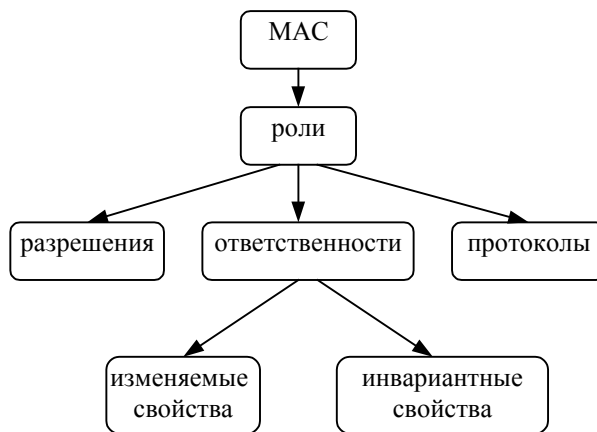 МАС
роли
разрешения
ответственности
протоколы
изменяемые
свойства
инвариантные
свойства